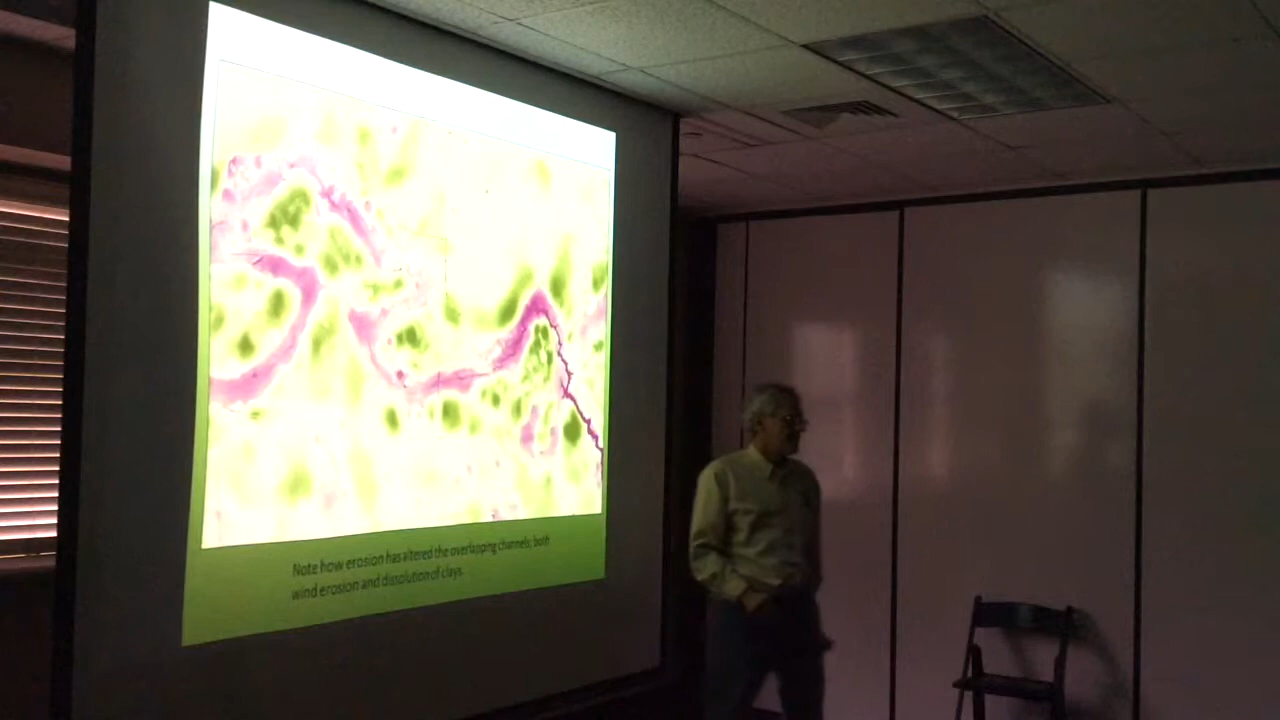 Note how erosion has altered the overlapping channels; both
wind erosion and dissolution of clays.